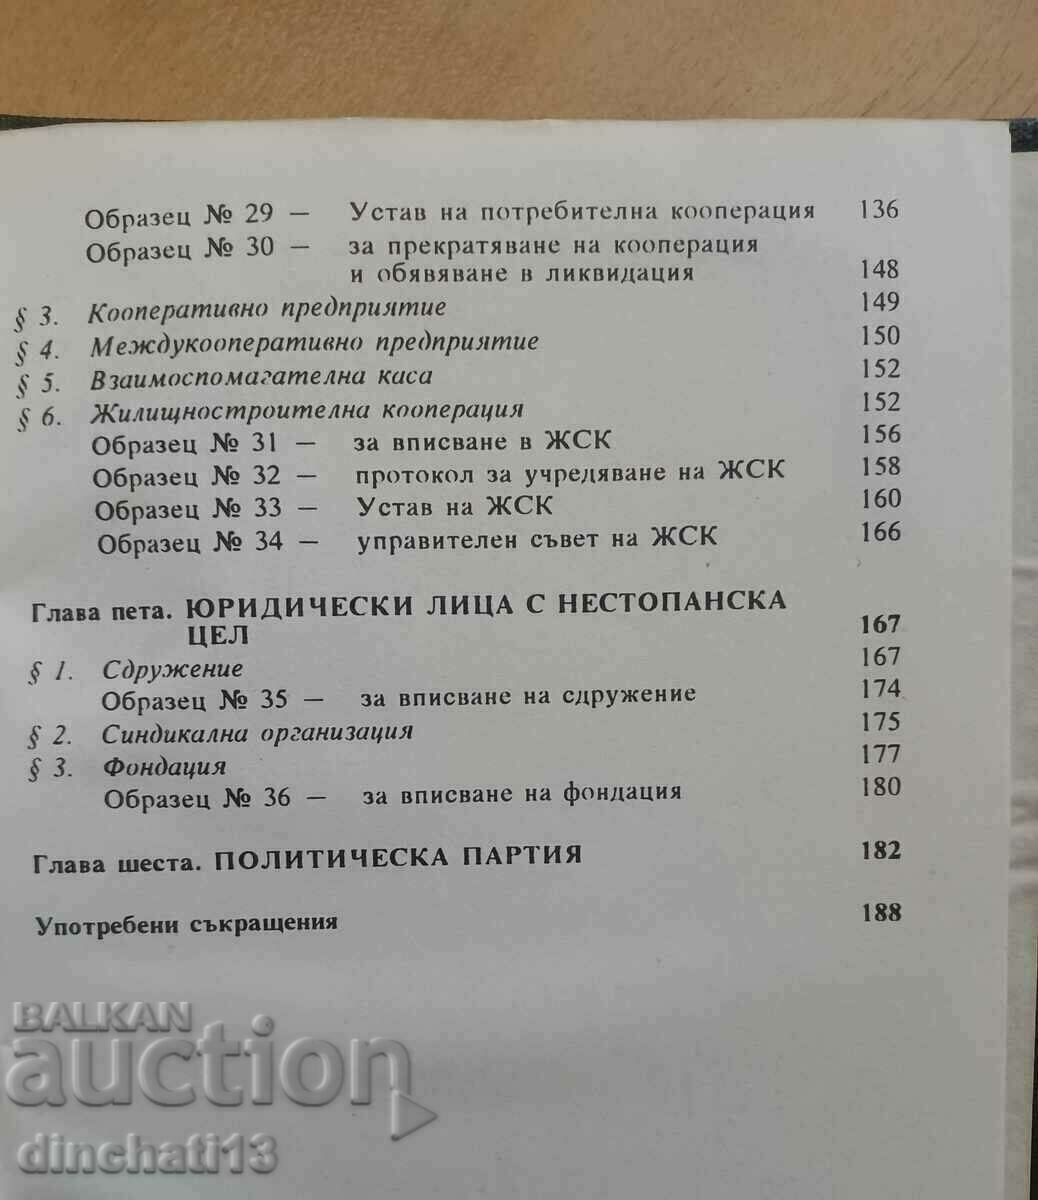 Образец № 29 — Устав на потребителна кооперация 136
Образец № 30 — за прекратяване на кооперация
и обявяване в ликвидация 148
§ 3. Кооперативно предприятие 149
§ 4. Междукооперативно предприятие 150
§ 5. Взаимоспомагателна каса 152
§ 6. Жилищностроителна кооперация 152
Образец № 31 — за вписване в ЖСК 156
Образец № 32 — протокол за учредяване на ЖСК 158
Образец № 33 — Устав на ЖСК 160
Образец № 34 — управителен съвет на ЖСК 166
Глава пета. ЮРИДИЧЕСКИ ЛИЦА С НЕСТОПАНСКА
ЦЕЛ 167
§ 1. Сдружение 167
Образец № 35 — за вписване на сдружение 174
§ 2. Синдикална организация 175
§ 3. Фондация 177
Образец № 36 — за вписване на фондация 180
Глава шеста. ПОЛИТИЧЕСКА ПАРТИЯ 182
Употребени съкращения 188
BALKAN
auction
dinchati13